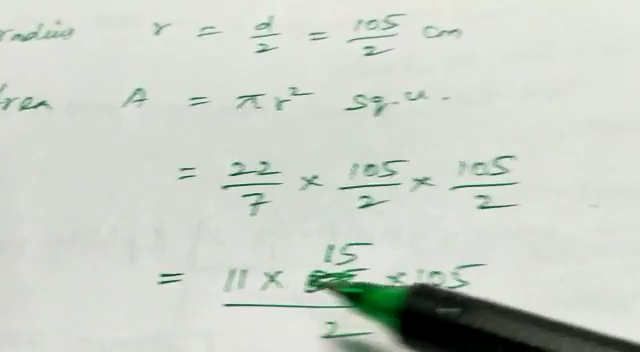 radius r = d/2 = 105/2 cm
Area A = πr² sq.u.
= 22/7 × 105/2 × 105/2
= 11 × 15 × 105 / 2